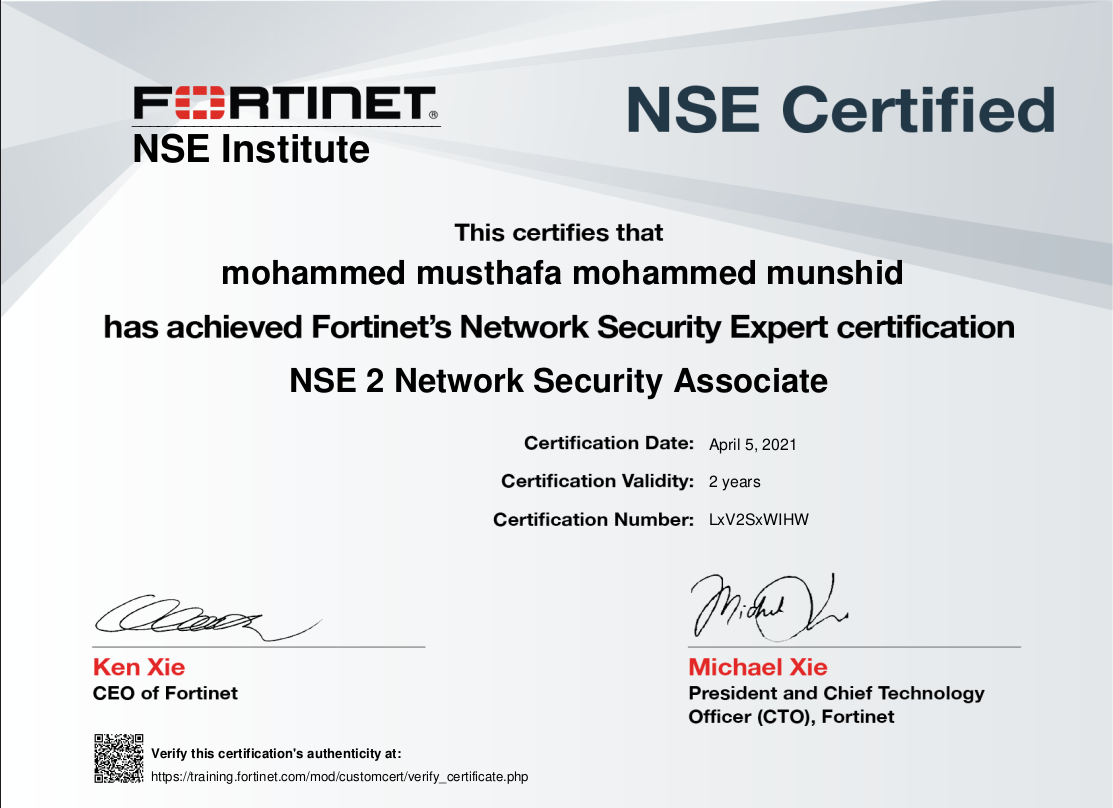 FORTINET®
NSE Institute
NSE Certified
This certifies that
mohammed musthafa mohammed munshid
has achieved Fortinet’s Network Security Expert certification
NSE 2 Network Security Associate
Certification Date: April 5, 2021
Certification Validity: 2 years
Certification Number: LxV2SxWIHW
Ken Xie
CEO of Fortinet
Michael Xie
President and Chief Technology
Officer (CTO), Fortinet
Verify this certification's authenticity at:
https://training.fortinet.com/mod/customcert/verify_certificate.php